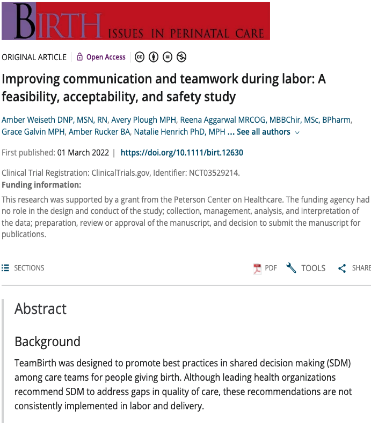 BIRTH ISSUES IN PERINATAL CARE
ORIGINAL ARTICLE Open Access
Improving communication and teamwork during labor: A
feasibility, acceptability, and safety study
Amber Weiseth DNP, MSN, RN, Avery Plough MPH, Reena Aggarwal MRCOG, MBBChir, MSc, BPharm,
Grace Galvin MPH, Amber Rucker BA, Natalie Henrich PhD, MPH ... See all authors
First published: 01 March 2022 | https://doi.org/10.1111/birt.12630
Clinical Trial Registration: ClinicalTrials.gov, Identifier: NCT03529214.
Funding information:
This research was supported by a grant from the Peterson Center on Healthcare. The funding agency had
no role in the design and conduct of the study; collection, management, analysis, and interpretation of
the data; preparation, review or approval of the manuscript, and decision to submit the manuscript for
publications.
SECTIONS PDF TOOLS SHARE
Abstract
Background
TeamBirth was designed to promote best practices in shared decision making (SDM)
among care teams for people giving birth. Although leading health organizations
recommend SDM to address gaps in quality of care, these recommendations are not
consistently implemented in labor and delivery.